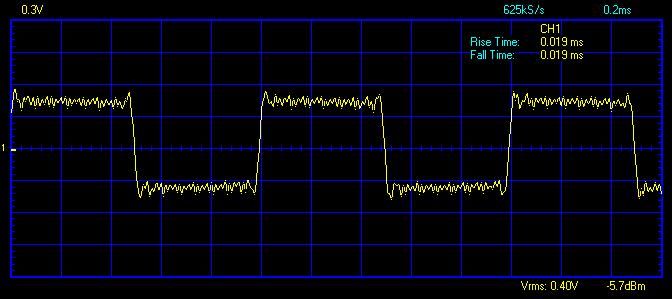 0.3V 625kS/s 0.2ms
CH1
Rise Time: 0.019 ms
Fall Time: 0.019 ms
1
Vrms: 0.40V -5.7dBm